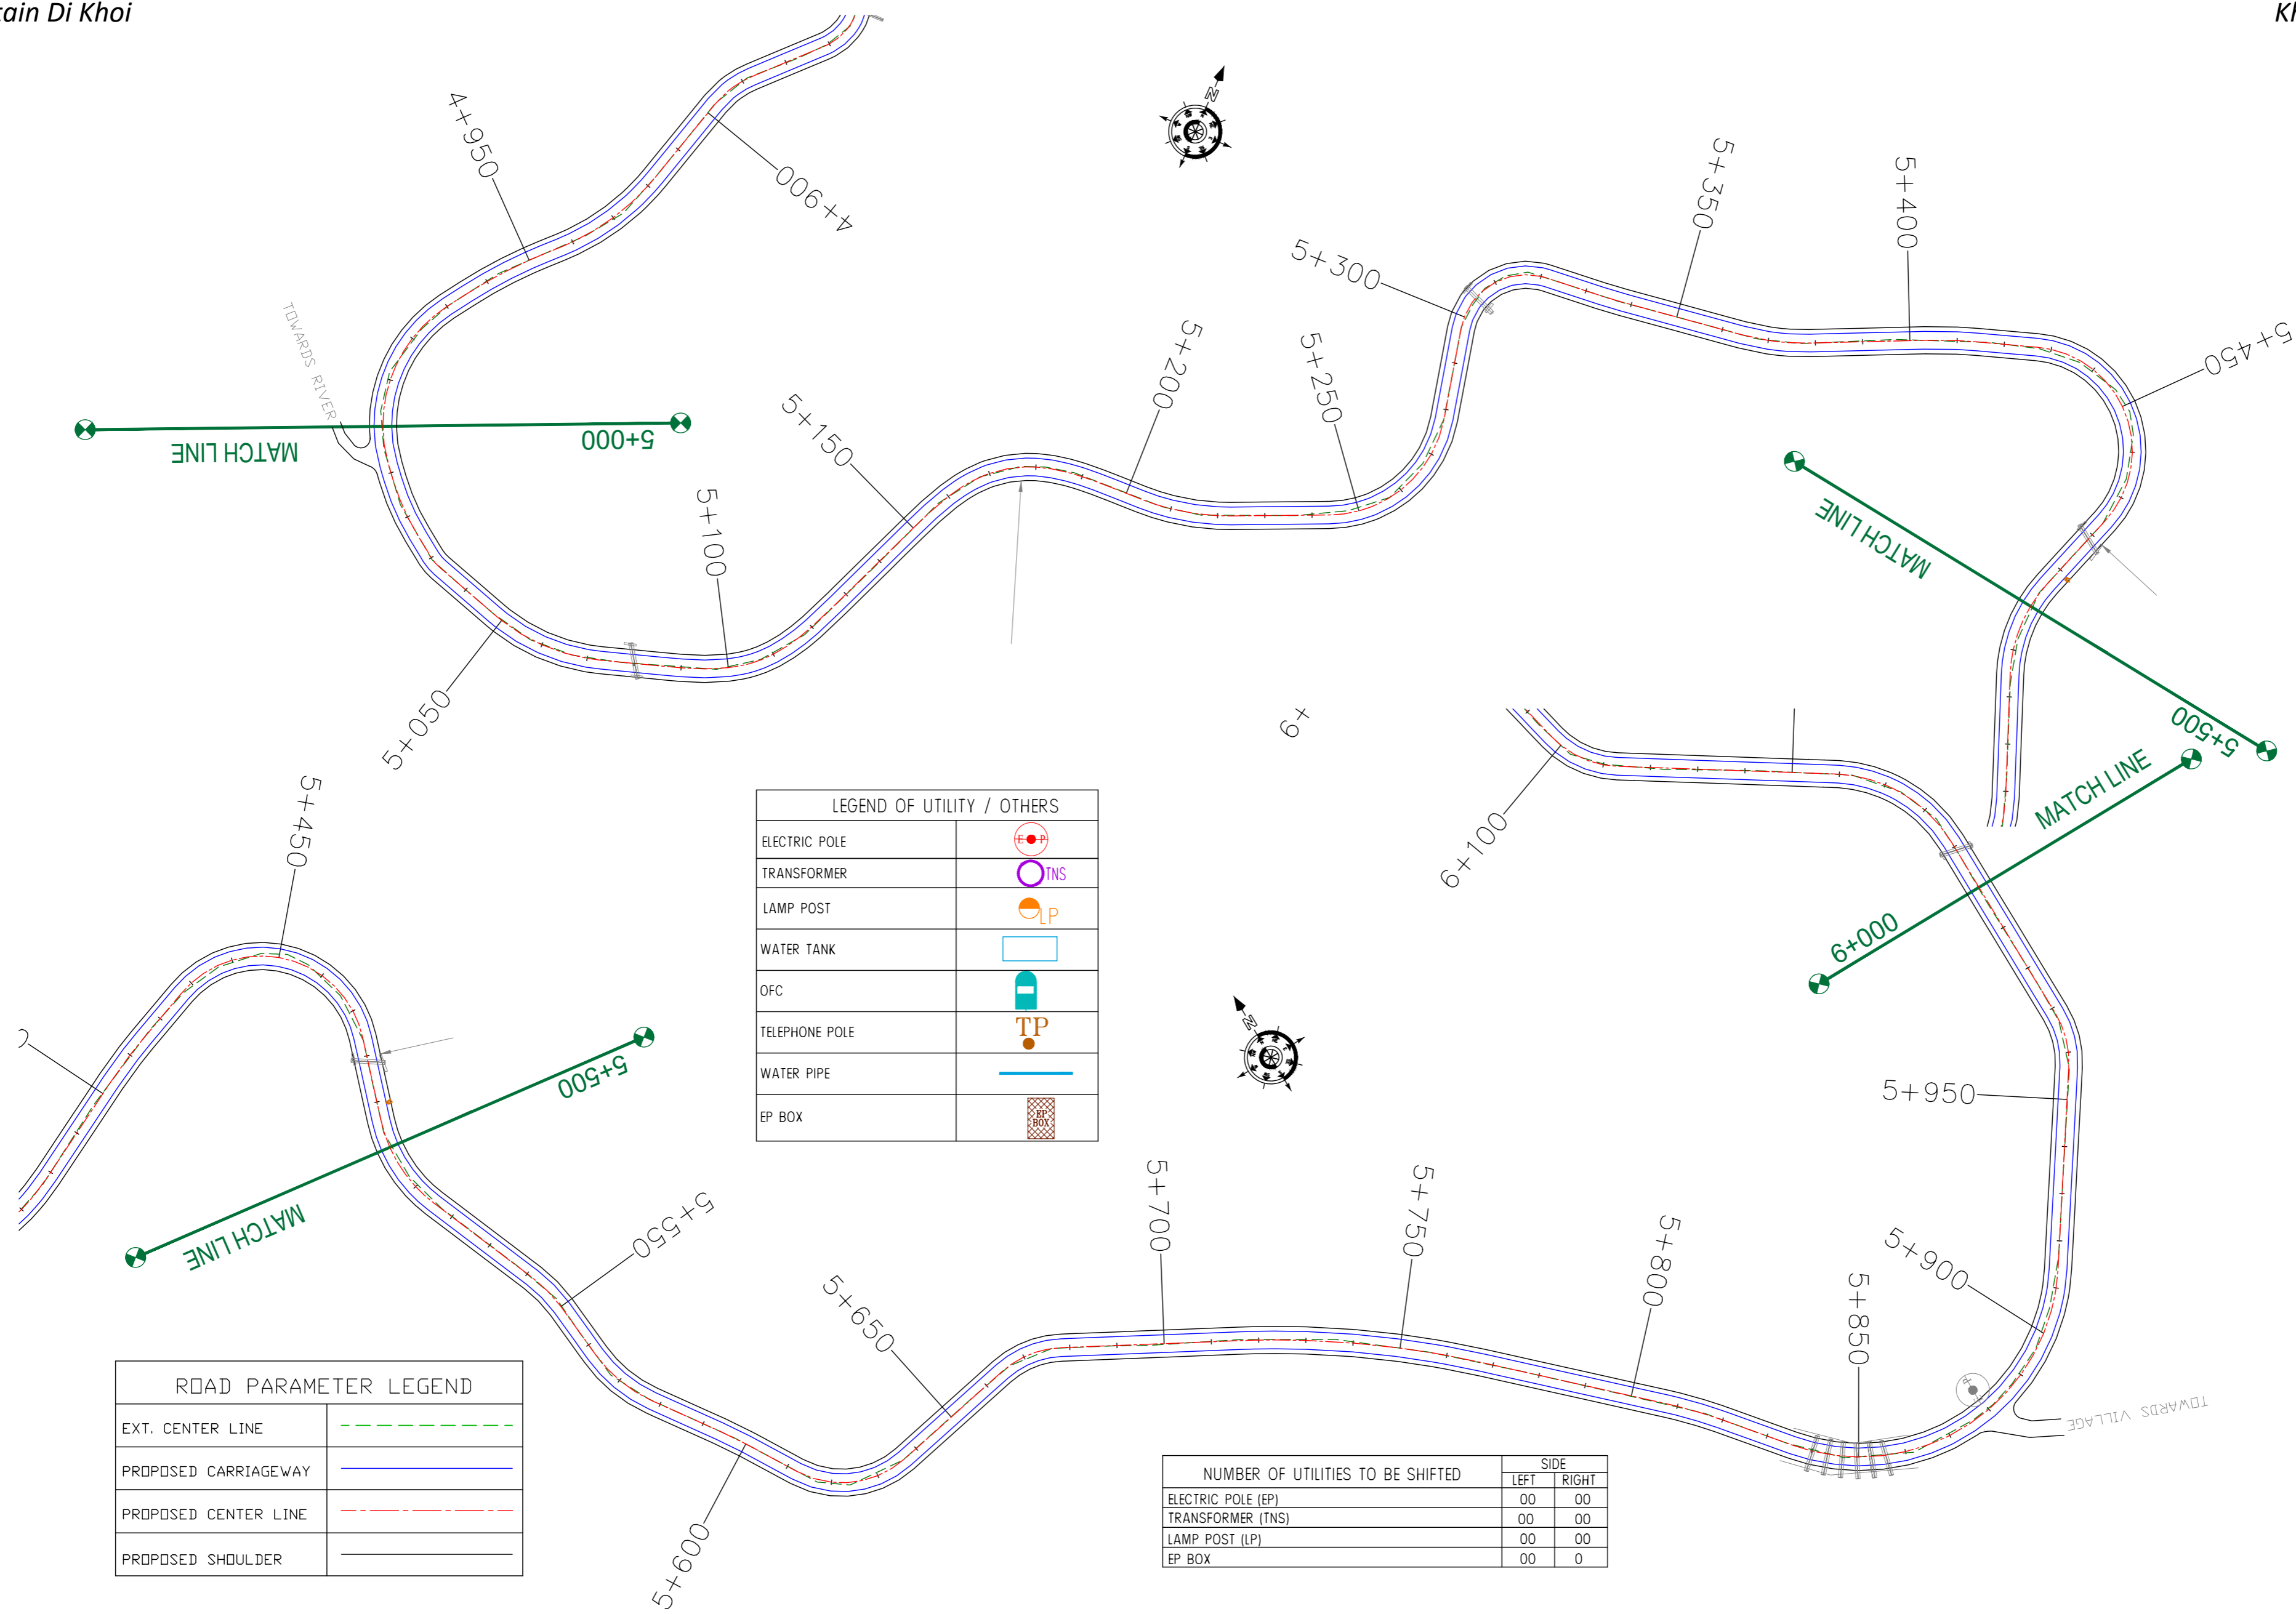 tain Di Khoi
Kh
N
4+950
4+900
TOWARDS RIVER
MATCH LINE
5+000
5+050
5+100
5+150
5+200
5+250
5+300
5+350
5+400
5+450
MATCH LINE
5+500
6+
6+100
MATCH LINE
6+000
5+450
MATCH LINE
5+500
LEGEND OF UTILITY / OTHERS
ELECTRIC POLE E P
TRANSFORMER TNS
LAMP POST LP
WATER TANK
OFC
TELEPHONE POLE TP
WATER PIPE
EP BOX EP BOX
N
5+550
5+600
5+650
5+700
5+750
5+800
5+850
5+900
5+950
TOWARDS VILLAGE
ROAD PARAMETER LEGEND
EXT. CENTER LINE
PROPOSED CARRIAGEWAY
PROPOSED CENTER LINE
PROPOSED SHOULDER
NUMBER OF UTILITIES TO BE SHIFTED SIDE
LEFT RIGHT
ELECTRIC POLE (EP) 00 00
TRANSFORMER (TNS) 00 00
LAMP POST (LP) 00 00
EP BOX 00 0